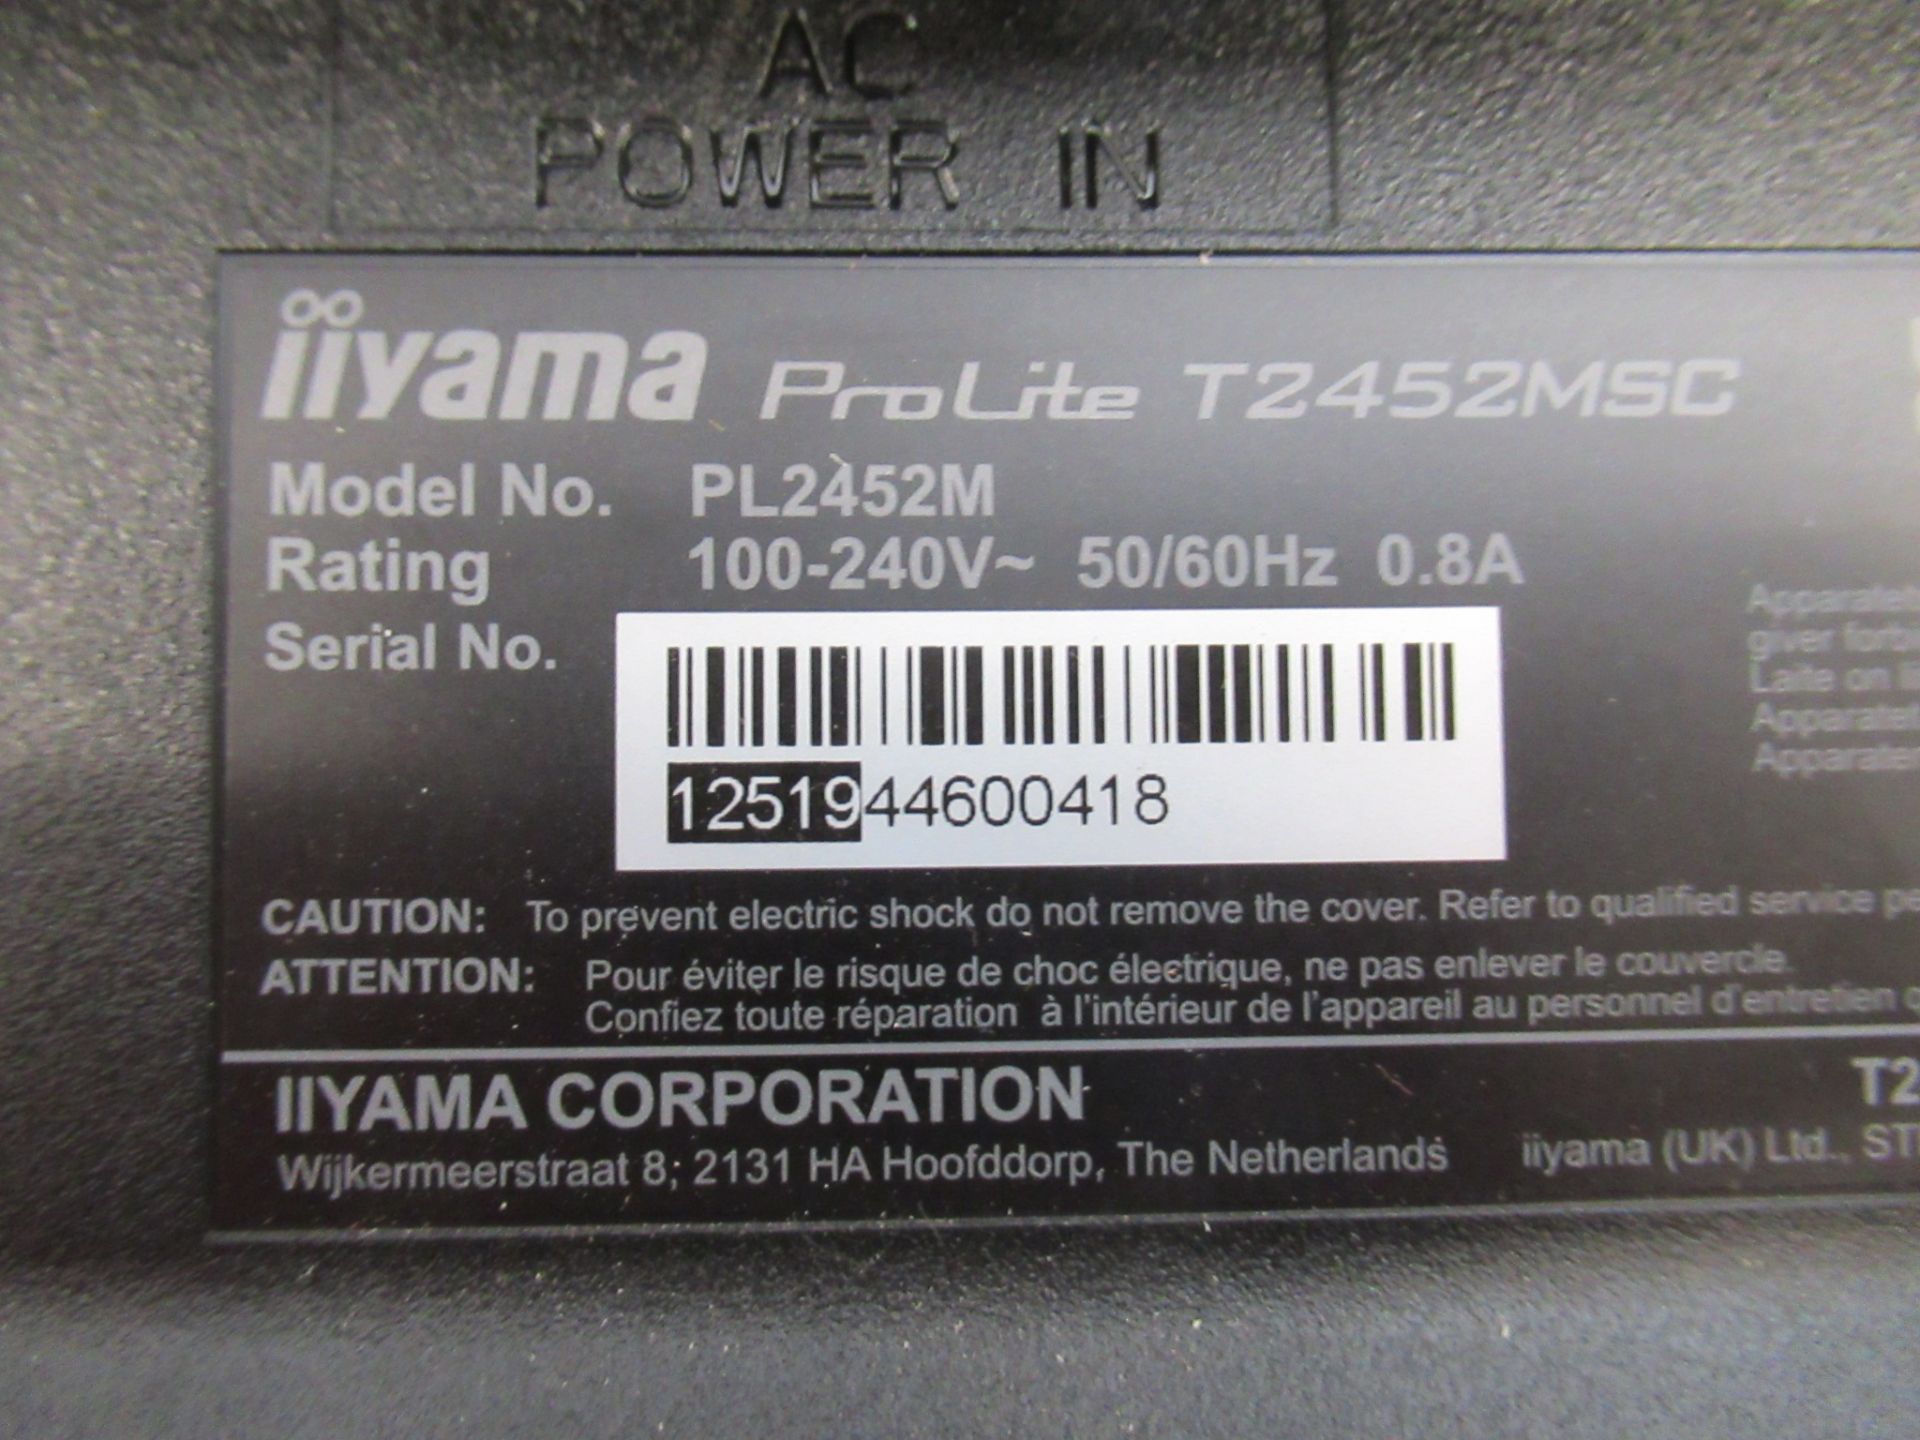 AC
POWER IN
iiyama ProLite T2452MSC
Model No. PL2452M
Rating 100-240V~ 50/60Hz 0.8A
Serial No.
1251944600418
giver
Laite on
CAUTION: To prevent electric shock do not remove the cover. Refer to qualified service
ATTENTION: Pour éviter le risque de choc électrique, ne pas enlever le couvercle.
Confiez toute réparation à l'intérieur de l'appareil au personnel d'entretien
IIYAMA CORPORATION
Wijkermeerstraat 8; 2131 HA Hoofddorp, The Netherlands iiyama (UK) Ltd.,